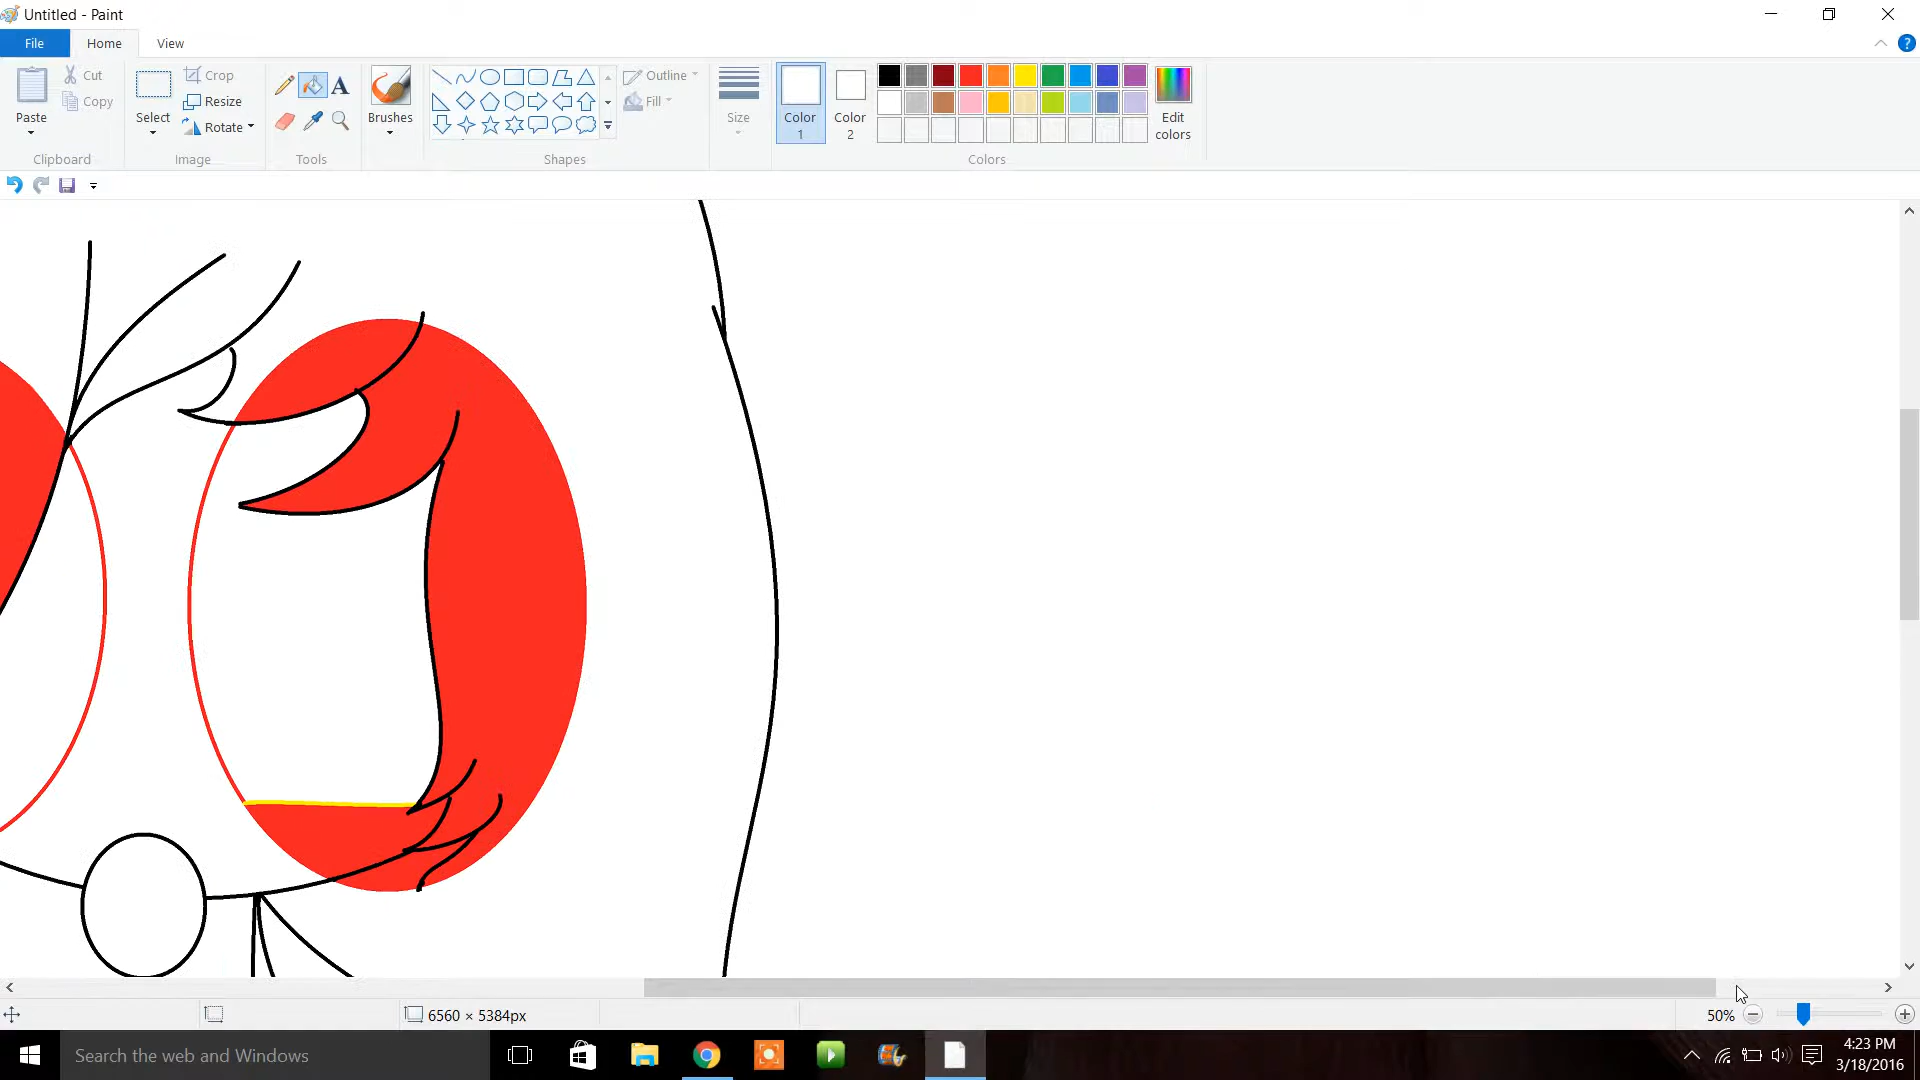 Untitled - Paint
File Home View
Paste
Cut
Copy
Clipboard
Select
Crop
Resize
Rotate
Image
Tools
Brushes
Shapes
Outline
Fill
Size
Color 1
Color 2
Edit colors
Colors
6560 × 5384px
50%
Search the web and Windows
4:23 PM
3/18/2016